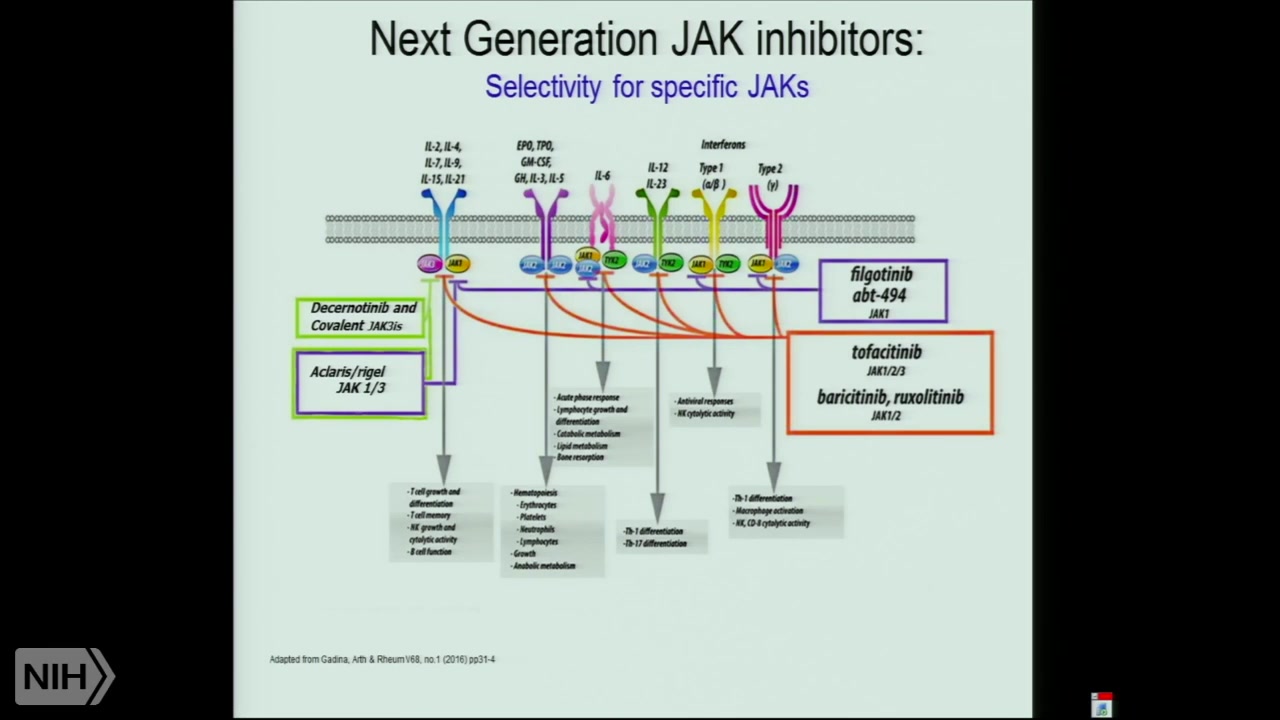 Next Generation JAK inhibitors:
Selectivity for specific JAKs
IL-2, IL-4,
IL-7, IL-9,
IL-15, IL-21
EPO, TPO,
GM-CSF,
GH, IL-3, IL-5
IL-6
IL-12
IL-23
Interferons
Type 1
(α/β )
Type 2
(γ)
JAK3 JAK1
JAK2 JAK2
JAK1
JAK2 TYK2
JAK2 TYK2
JAK1 TYK2
JAK1 JAK2
Decernotinib and
Covalent JAK3is
Aclaris/rigel
JAK 1/3
filgotinib
abt-494
JAK1
tofacitinib
JAK1/2/3
baricitinib, ruxolitinib
JAK1/2
- Acute phase response
- Lymphocyte growth and
differentiation
- Catabolic metabolism
- Lipid metabolism
- Bone resorption
- Antiviral responses
- NK cytolytic activity
- T cell growth and
differentiation
- T cell memory
- NK growth and
cytolytic activity
- B cell function
- Hematopoiesis
- Erythrocytes
- Platelets
- Neutrophils
- Lymphocytes
- Growth
- Anabolic metabolism
-Th-1 differentiation
-Th-17 differentiation
-Th-1 differentiation
- Macrophage activation
- NK, CD-8 cytolytic activity
Adapted from Gadina, Arth & Rheum V68, no.1 (2016) pp31-4
NIH